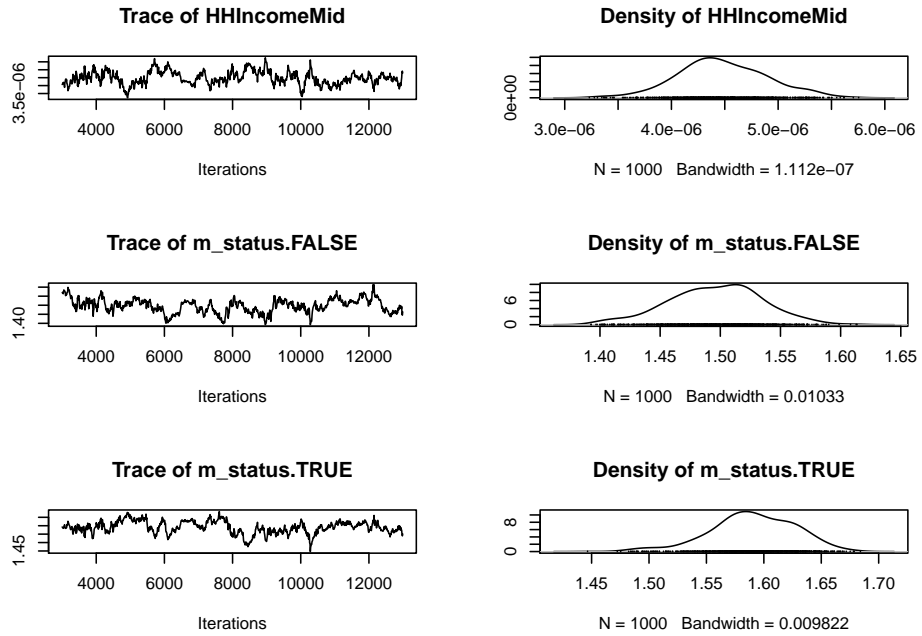 Trace of HHIncomeMid
3.5e−06
4000 6000 8000 10000 12000
Iterations
Density of HHIncomeMid
0e+00
3.0e−06 4.0e−06 5.0e−06 6.0e−06
N = 1000 Bandwidth = 1.112e−07
Trace of m_status.FALSE
1.40
4000 6000 8000 10000 12000
Iterations
Density of m_status.FALSE
0 6
1.40 1.45 1.50 1.55 1.60 1.65
N = 1000 Bandwidth = 0.01033
Trace of m_status.TRUE
1.45
4000 6000 8000 10000 12000
Iterations
Density of m_status.TRUE
0 8
1.45 1.50 1.55 1.60 1.65 1.70
N = 1000 Bandwidth = 0.009822